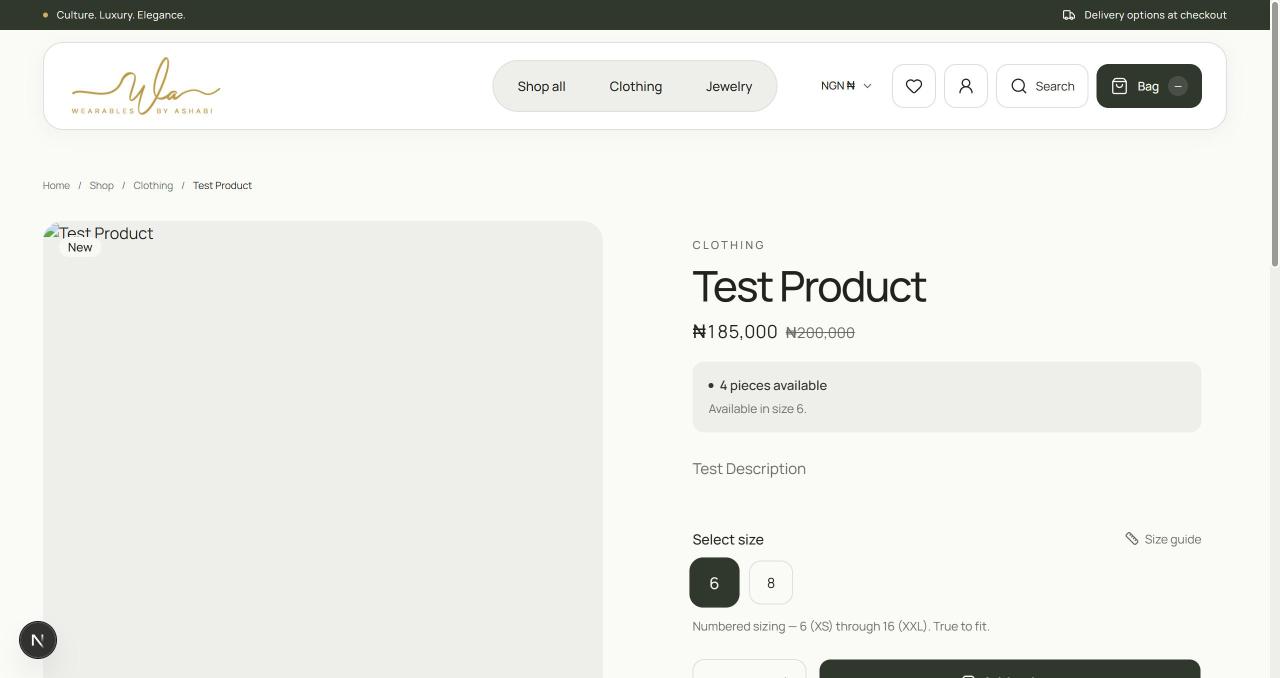 Culture. Luxury. Elegance.
Delivery options at checkout
Wa
WEARABLES BY ASHABI
Shop all
Clothing
Jewelry
NGN ₦
Search
Bag
–
Home / Shop / Clothing / Test Product
Test Product
New
CLOTHING
Test Product
₦185,000 ₦200,000
4 pieces available
Available in size 6.
Test Description
Select size
Size guide
6
8
Numbered sizing — 6 (XS) through 16 (XXL). True to fit.
N